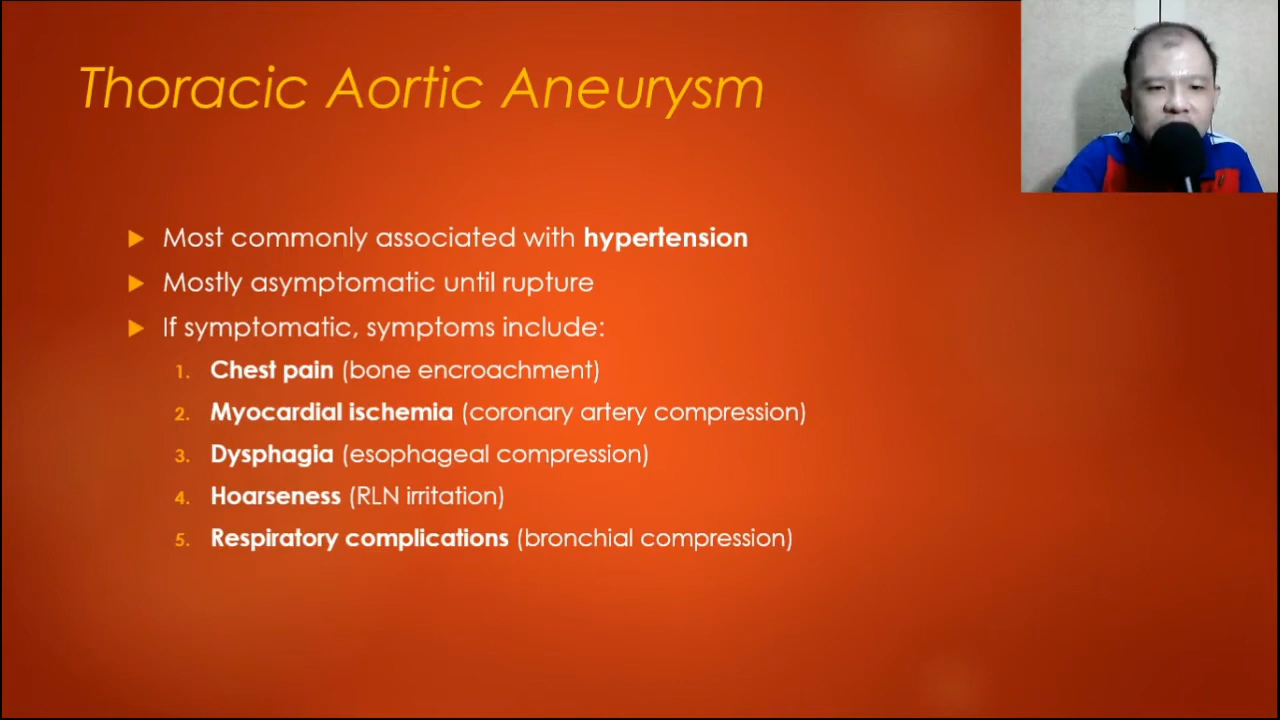 Thoracic Aortic Aneurysm
Most commonly associated with hypertension
Mostly asymptomatic until rupture
If symptomatic, symptoms include:
1. Chest pain (bone encroachment)
2. Myocardial ischemia (coronary artery compression)
3. Dysphagia (esophageal compression)
4. Hoarseness (RLN irritation)
5. Respiratory complications (bronchial compression)